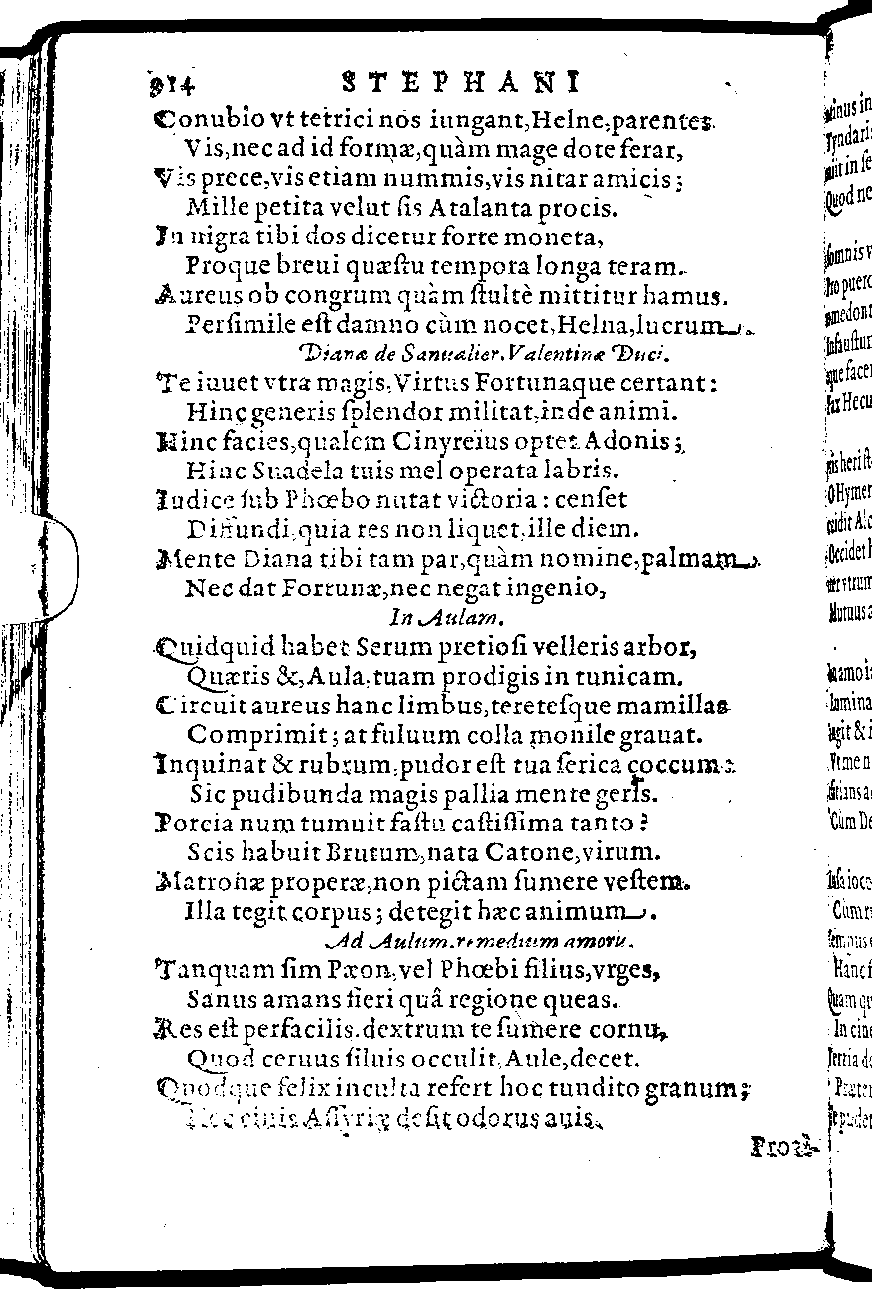 914 STEPHANI
Conubio vt tetrici nos iungant, Helne, parentes.
Vis, nec ad id formæ, quàm mage dote ferar,
Vis prece, vis etiam nummis, vis nitar amicis;
Mille petita velut ſis Atalanta procis.
In nigra tibi dos dicetur forte moneta,
Proque breui quæſtu tempora longa teram.
Aureus ob congrum quàm ſtultè mittitur hamus.
Perſimile eſt damno cùm nocet, Helna, lucrum.
Dianæ de Valentinæ Duci.
Te iuuet vtra magis, Virtus Fortunaque certant:
Hinc generis ſplendor militat, inde animi.
Hinc facies, qualem Cinyreius optet Adonis;
Hinc Suadela tuis mel operata labris.
Iudice ſub Phœbo nutat victoria: cenſet
Diffundi, quia res non liquet, ille diem.
Mente Diana tibi tam par, quàm nomine, palmam
Nec dat Fortunæ, nec negat ingenio,
In Aulam.
Quidquid habet Serum pretioſi velleris arbor,
Quæris &, Aula, tuam prodigis in tunicam.
Circuit aureus hanc limbus, tereteſque mamillas
Comprimit; at fuluum colla monile grauat.
Inquinat & rubrum, pudor eſt tua ſerica coccum:
Sic pudibunda magis pallia mente geris.
Porcia num tumuit faſtu caſtiſſima tanto?
Scis habuit Brutum, nata Catone, virum.
Matronæ properæ, non pictam ſumere veſtem.
Illa tegit corpus; detegit hæc animum.
Ad Aulum. remedium amoris.
Tanquam ſim Pæon, vel Phœbi filius, vrges,
Sanus amans fieri quâ regione queas.
Res eſt perfacilis. dextrum te ſumere cornu,
Quod ceruus ſiluis occulit, Aule, decet.
Quodque felix inculta refert hoc tundito granum;
Aſſyriæ deſit odorus auis.